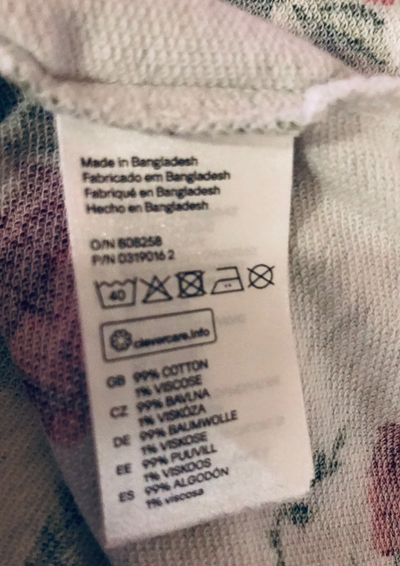 Made in Bangladesh
Fabricado em Bangladesh
Fabriqué en Bangladesh
Hecho en Bangladesh
O/N 808258
P/N 0319016 2
40
clevercare.info
GB 99% COTTON
1% VISCOSE
CZ 99% BAVLNA
1% VISKÓZA
DE 99% BAUMWOLLE
1% VISKOSE
EE 99% PUUVILL
1% VISKOOS
ES 99% ALGODÓN
1% viscosa